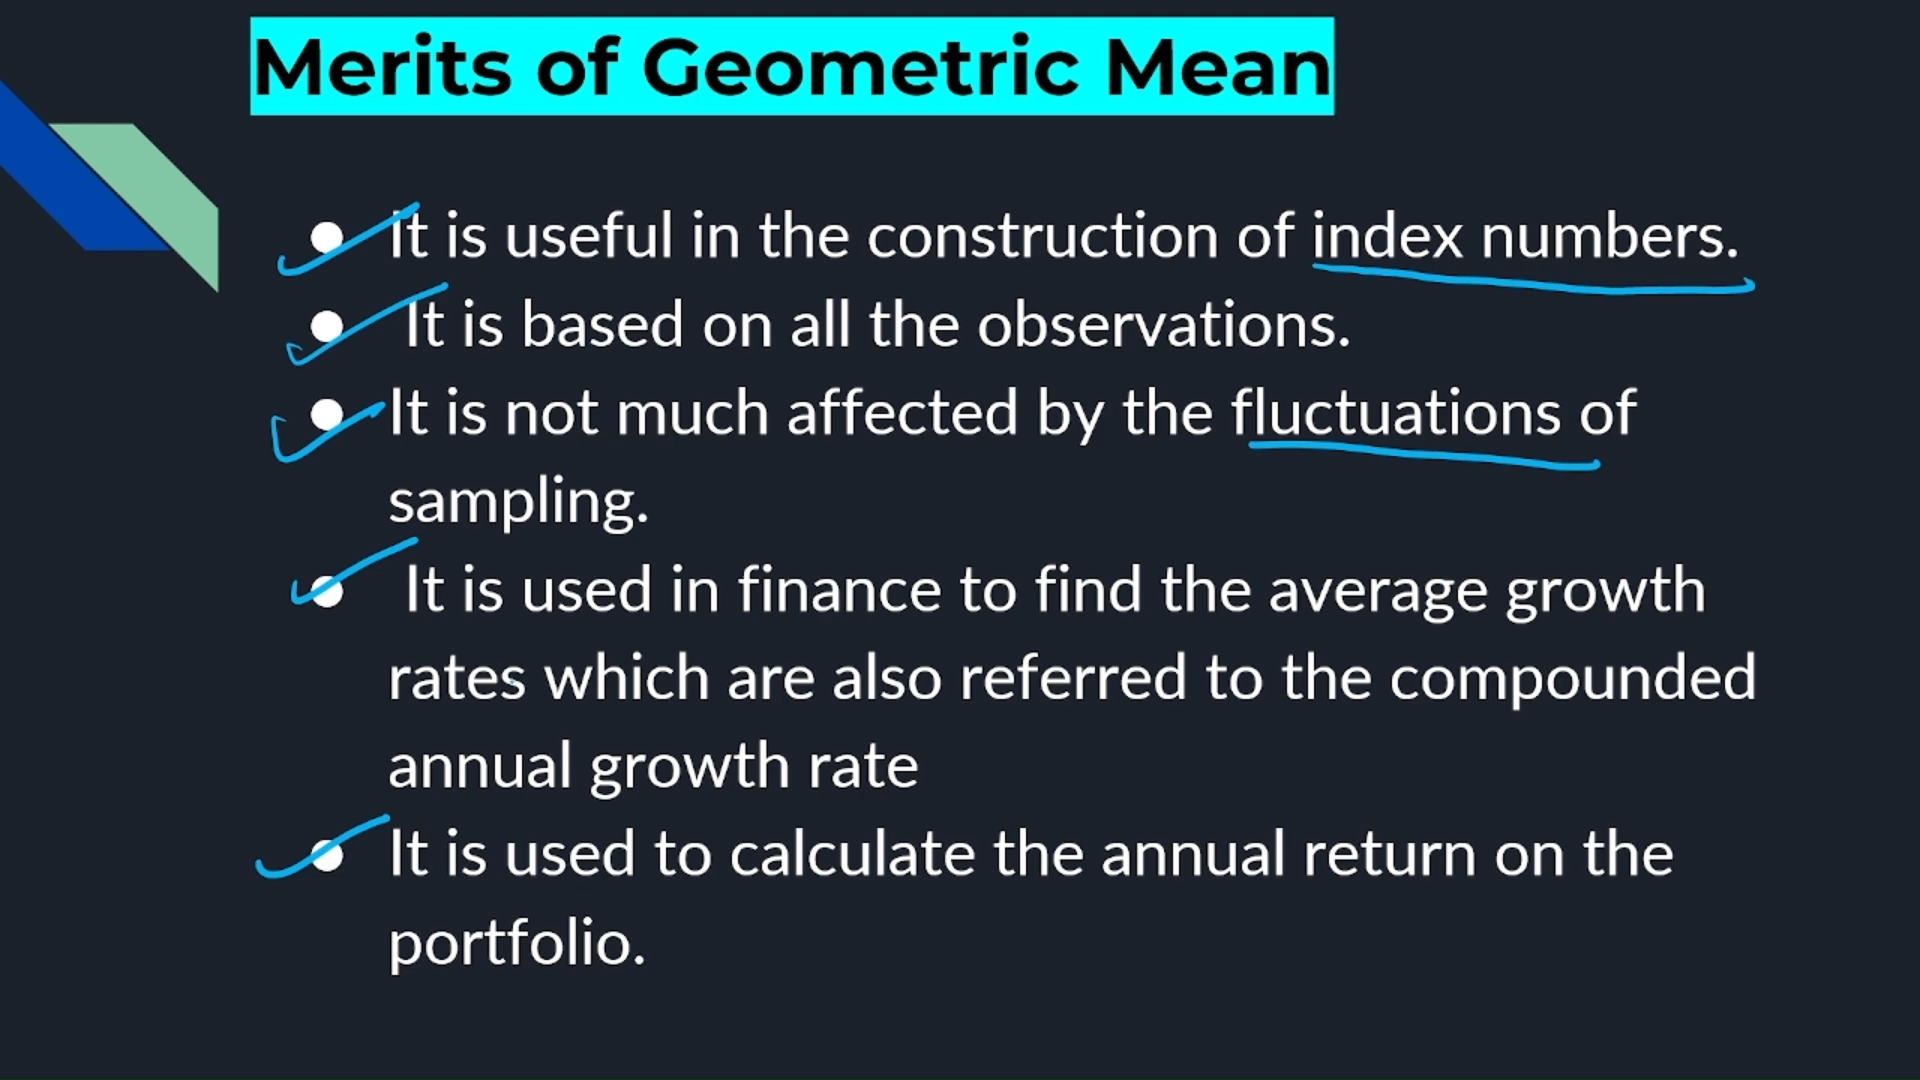 Merits of Geometric Mean
● It is useful in the construction of index numbers.
● It is based on all the observations.
● It is not much affected by the fluctuations of
sampling.
● It is used in finance to find the average growth
rates which are also referred to the compounded
annual growth rate
● It is used to calculate the annual return on the
portfolio.